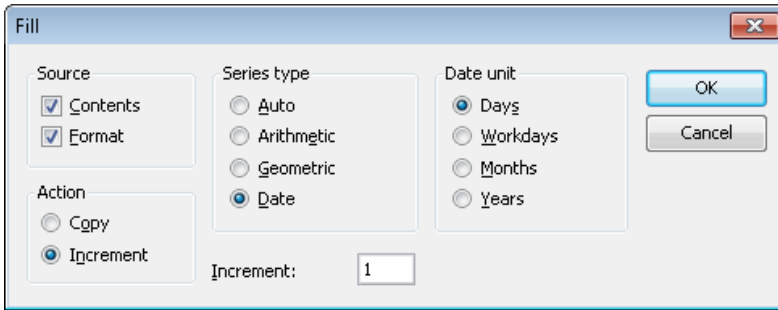 Fill
Source
Contents
Format
Action
Copy
Increment
Series type
Auto
Arithmetic
Geometric
Date
Increment: 1
Date unit
Days
Workdays
Months
Years
OK
Cancel